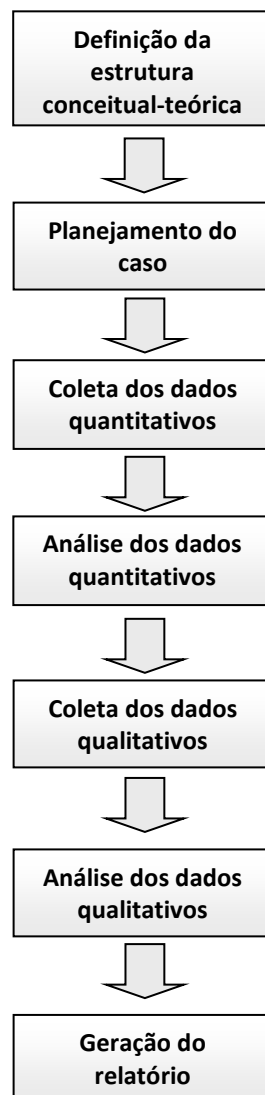 Definição da
estrutura
conceitual-teórica
Planejamento do
caso
Coleta dos dados
quantitativos
Análise dos dados
quantitativos
Coleta dos dados
qualitativos
Análise dos dados
qualitativos
Geração do
relatório